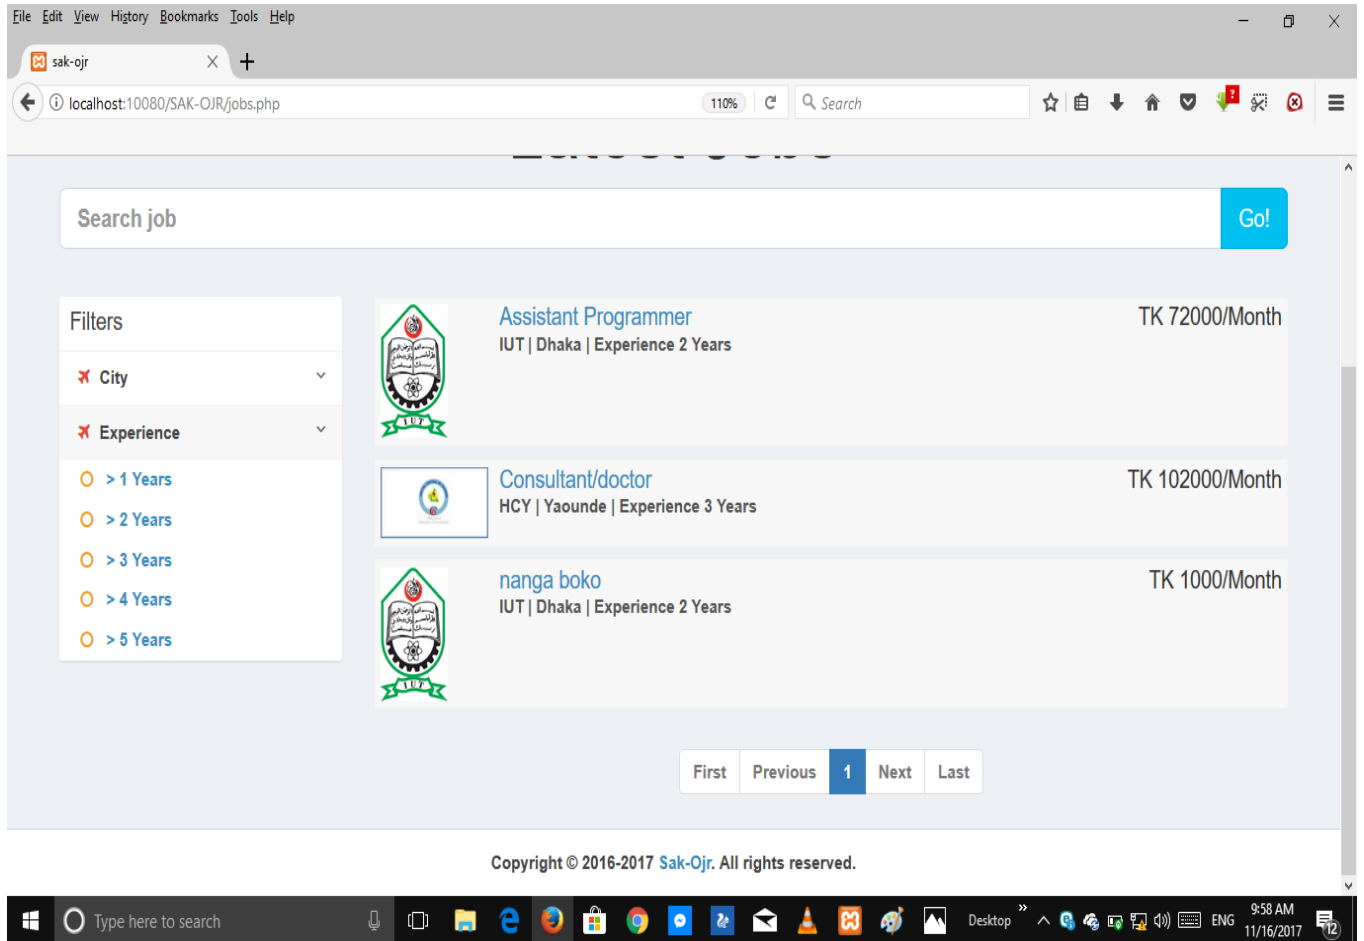 File Edit View History Bookmarks Tools Help
sak-ojr
localhost:10080/SAK-OJR/jobs.php
110%
Search
Search job
Go!
Filters
City
Experience
> 1 Years
> 2 Years
> 3 Years
> 4 Years
> 5 Years
Assistant Programmer
TK 72000/Month
IUT | Dhaka | Experience 2 Years
IUT
Consultant/doctor
TK 102000/Month
HCY | Yaounde | Experience 3 Years
nanga boko
TK 1000/Month
IUT | Dhaka | Experience 2 Years
IUT
First Previous 1 Next Last
Copyright © 2016-2017 Sak-Ojr. All rights reserved.
Type here to search
Desktop
ENG
9:58 AM
11/16/2017
12